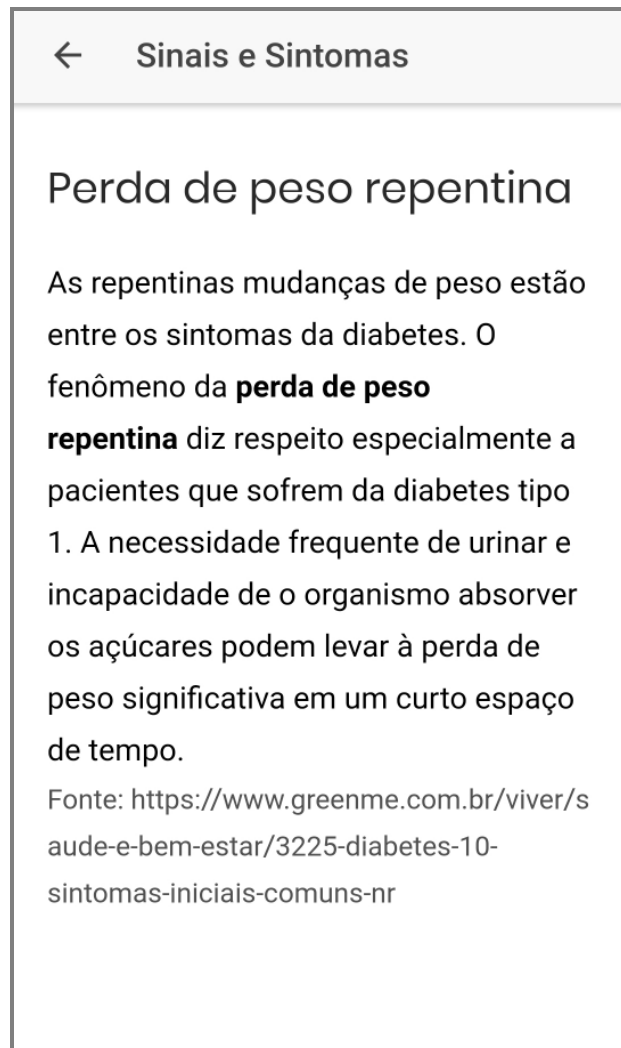 ← Sinais e Sintomas
Perda de peso repentina
As repentinas mudanças de peso estão
entre os sintomas da diabetes. O
fenômeno da perda de peso
repentina diz respeito especialmente a
pacientes que sofrem da diabetes tipo
1. A necessidade frequente de urinar e
incapacidade de o organismo absorver
os açúcares podem levar à perda de
peso significativa em um curto espaço
de tempo.
Fonte: https://www.greenme.com.br/viver/s
aude-e-bem-estar/3225-diabetes-10-
sintomas-iniciais-comuns-nr